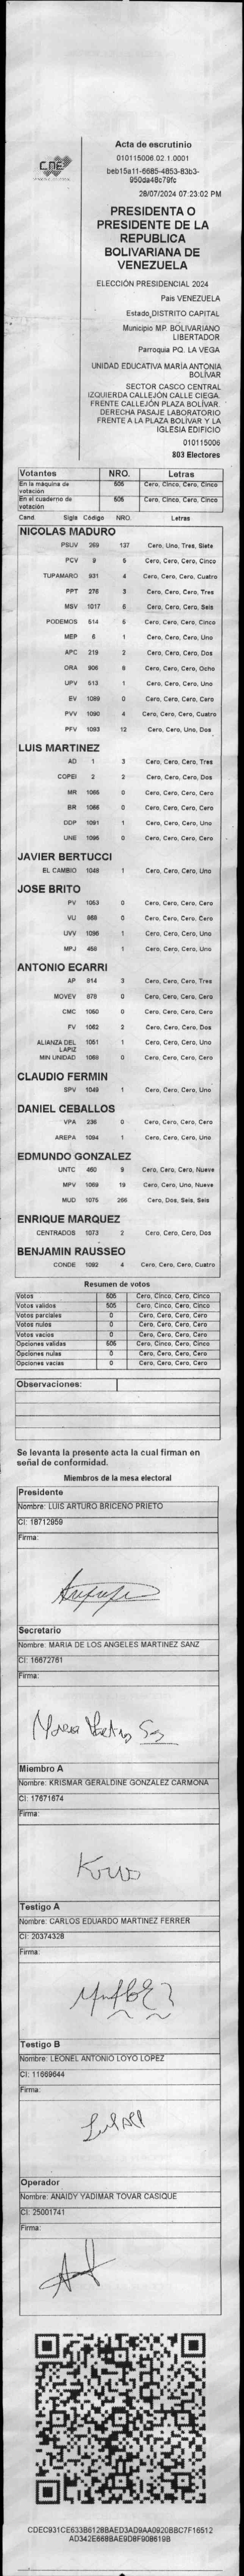 CNE
Acta de escrutinio
010115006.02.1.0001
beb15a11-6685-4853-83b3-
950da48c79fc
28/07/2024 07:23:02 PM
PRESIDENTA O
PRESIDENTE DE LA
REPUBLICA
BOLIVARIANA DE
VENEZUELA
ELECCIÓN PRESIDENCIAL 2024
País VENEZUELA
Estado DISTRITO CAPITAL
Municipio MP. BOLIVARIANO
LIBERTADOR
Parroquia PQ. LA VEGA
UNIDAD EDUCATIVA MARÍA ANTONIA
BOLÍVAR
SECTOR CASCO CENTRAL
IZQUIERDA CALLEJÓN CALLE CIEGA.
FRENTE CALLEJÓN PLAZA BOLÍVAR.
DERECHA PASAJE LABORATORIO
FRENTE A LA PLAZA BOLÍVAR Y LA
IGLESIA EDIFICIO
010115006
803 Electores
Votantes NRO. Letras
En la máquina de votación 505 Cero, Cinco, Cero, Cinco
En el cuaderno de votación 505 Cero, Cinco, Cero, Cinco
Cand. Sigla Código NRO. Letras
NICOLAS MADURO
PSUV 269 137 Cero, Uno, Tres, Siete
PCV 9 5 Cero, Cero, Cero, Cinco
TUPAMARO 931 4 Cero, Cero, Cero, Cuatro
PPT 276 3 Cero, Cero, Cero, Tres
MSV 1017 6 Cero, Cero, Cero, Seis
PODEMOS 514 5 Cero, Cero, Cero, Cinco
MEP 6 1 Cero, Cero, Cero, Uno
APC 219 2 Cero, Cero, Cero, Dos
ORA 906 8 Cero, Cero, Cero, Ocho
UPV 513 1 Cero, Cero, Cero, Uno
EV 1089 0 Cero, Cero, Cero, Cero
PVV 1090 4 Cero, Cero, Cero, Cuatro
PFV 1093 12 Cero, Cero, Uno, Dos
LUIS MARTINEZ
AD 1 3 Cero, Cero, Cero, Tres
COPEI 2 2 Cero, Cero, Cero, Dos
MR 1065 0 Cero, Cero, Cero, Cero
BR 1066 0 Cero, Cero, Cero, Cero
DDP 1091 1 Cero, Cero, Cero, Uno
UNE 1095 0 Cero, Cero, Cero, Cero
JAVIER BERTUCCI
EL CAMBIO 1048 1 Cero, Cero, Cero, Uno
JOSE BRITO
PV 1053 0 Cero, Cero, Cero, Cero
VU 969 0 Cero, Cero, Cero, Cero
UVV 1096 1 Cero, Cero, Cero, Uno
MPJ 456 1 Cero, Cero, Cero, Uno
ANTONIO ECARRI
AP 914 3 Cero, Cero, Cero, Tres
MOVEV 978 0 Cero, Cero, Cero, Cero
CMC 1050 0 Cero, Cero, Cero, Cero
FV 1062 2 Cero, Cero, Cero, Dos
ALIANZA DEL LAPIZ 1051 1 Cero, Cero, Cero, Uno
MIN UNIDAD 1068 0 Cero, Cero, Cero, Cero
CLAUDIO FERMIN
SPV 1049 1 Cero, Cero, Cero, Uno
DANIEL CEBALLOS
VPA 236 0 Cero, Cero, Cero, Cero
AREPA 1094 1 Cero, Cero, Cero, Uno
EDMUNDO GONZALEZ
UNTC 460 9 Cero, Cero, Cero, Nueve
MPV 1069 19 Cero, Cero, Uno, Nueve
MUD 1075 266 Cero, Dos, Seis, Seis
ENRIQUE MARQUEZ
CENTRADOS 1073 2 Cero, Cero, Cero, Dos
BENJAMIN RAUSSEO
CONDE 1092 4 Cero, Cero, Cero, Cuatro
Resumen de votos
Votos 505 Cero, Cinco, Cero, Cinco
Votos validos 505 Cero, Cinco, Cero, Cinco
Votos parciales 0 Cero, Cero, Cero, Cero
Votos nulos 0 Cero, Cero, Cero, Cero
Votos vacios 0 Cero, Cero, Cero, Cero
Opciones validas 505 Cero, Cinco, Cero, Cinco
Opciones nulas 0 Cero, Cero, Cero, Cero
Opciones vacias 0 Cero, Cero, Cero, Cero
Observaciones:
Se levanta la presente acta la cual firman en
señal de conformidad.
Miembros de la mesa electoral
Presidente
Nombre: LUIS ARTURO BRICEÑO PRIETO
CI: 18712959
Firma:
Secretario
Nombre: MARIA DE LOS ANGELES MARTINEZ SANZ
CI: 16672761
Firma:
Miembro A
Nombre: KRISMAR GERALDINE GONZALEZ CARMONA
CI: 17671674
Firma:
Testigo A
Nombre: CARLOS EDUARDO MARTINEZ FERRER
CI: 20374328
Firma:
Testigo B
Nombre: LEONEL ANTONIO LOYO LOPEZ
CI: 11669644
Firma:
Operador
Nombre: ANAIDY YADIMAR TOVAR CASIQUE
CI: 25001741
Firma:
CDEC931CE633B6128BAED3AD9AA0920BBC7F16512
AD342E668BAE9D8F908619B